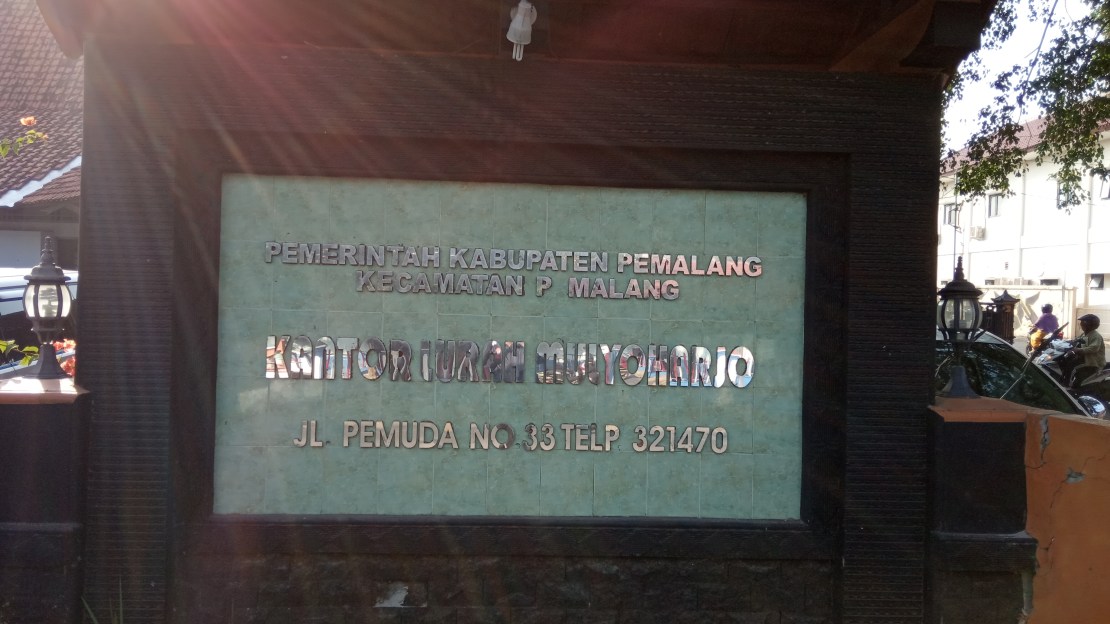 PEMERINTAH KABUPATEN PEMALANG
KECAMATAN P MALANG
KANTOR LURAH MULYOHARJO
JL. PEMUDA NO.33 TELP 321470